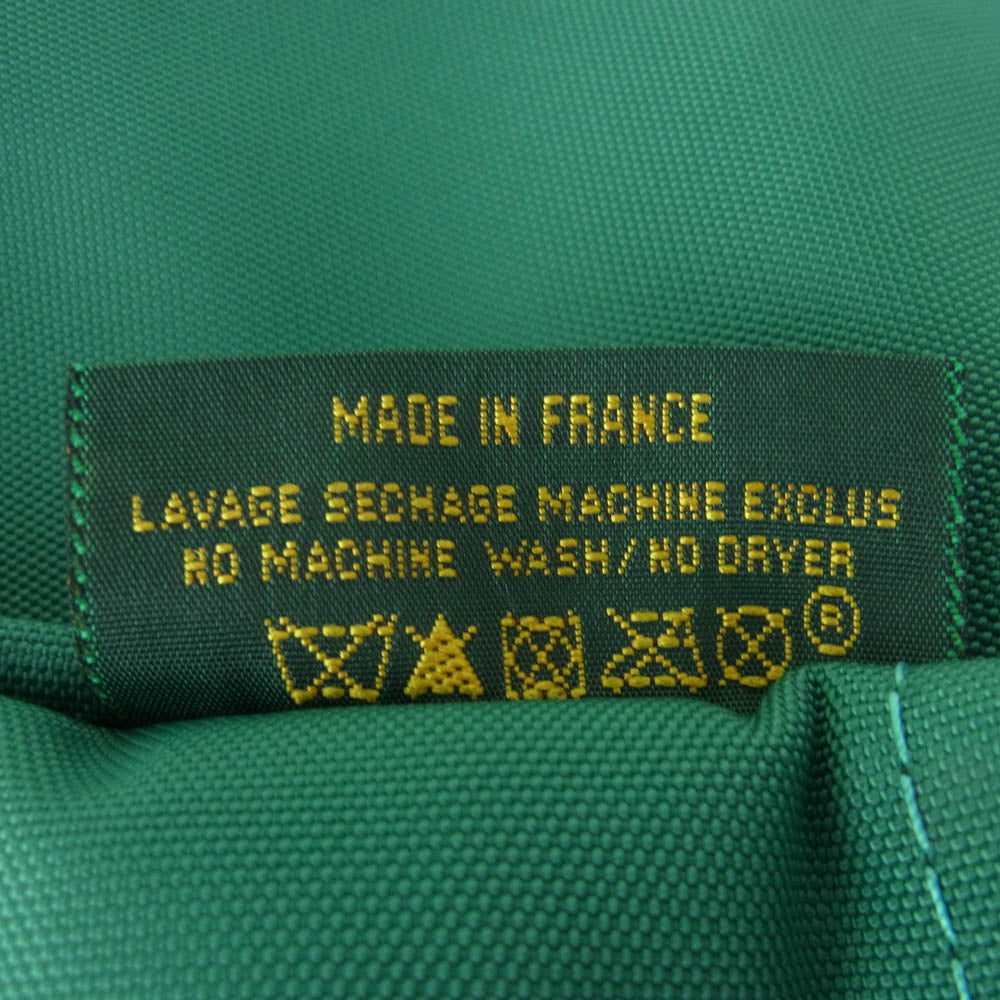 MADE IN FRANCE
LAVAGE SECHAGE MACHINE EXCLUS
NO MACHINE WASH/NO DRYER
®